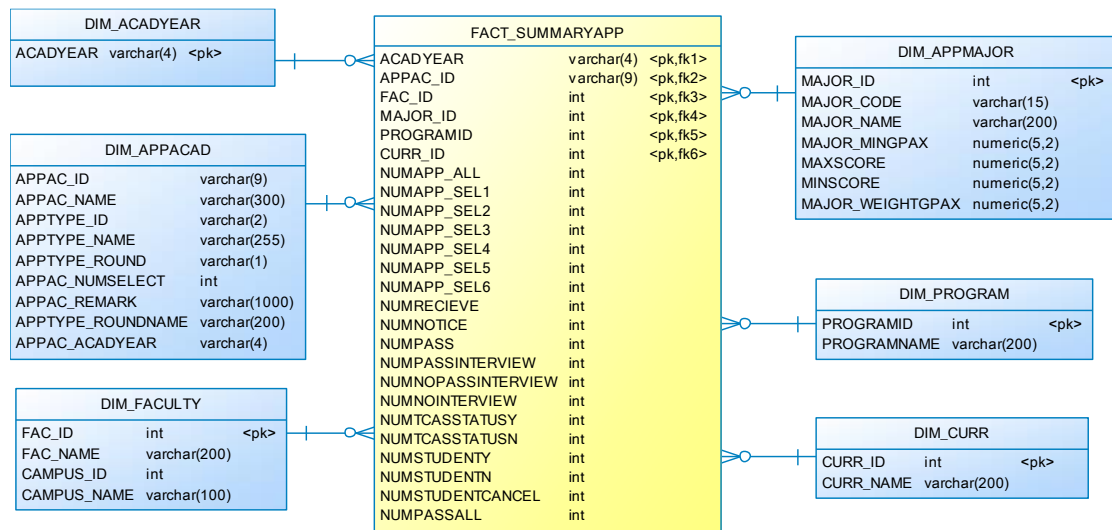 DIM_ACADYEAR
ACADYEAR varchar(4) <pk>
DIM_APPACAD
APPAC_ID varchar(9)
APPAC_NAME varchar(300)
APPTYPE_ID varchar(2)
APPTYPE_NAME varchar(255)
APPTYPE_ROUND varchar(1)
APPAC_NUMSELECT int
APPAC_REMARK varchar(1000)
APPTYPE_ROUNDNAME varchar(200)
APPAC_ACADYEAR varchar(4)
DIM_FACULTY
FAC_ID int <pk>
FAC_NAME varchar(200)
CAMPUS_ID int
CAMPUS_NAME varchar(100)
FACT_SUMMARYAPP
ACADYEAR varchar(4) <pk,fk1>
APPAC_ID varchar(9) <pk,fk2>
FAC_ID int <pk,fk3>
MAJOR_ID int <pk,fk4>
PROGRAMID int <pk,fk5>
CURR_ID int <pk,fk6>
NUMAPP_ALL int
NUMAPP_SEL1 int
NUMAPP_SEL2 int
NUMAPP_SEL3 int
NUMAPP_SEL4 int
NUMAPP_SEL5 int
NUMAPP_SEL6 int
NUMRECIEVE int
NUMNOTICE int
NUMPASS int
NUMPASSINTERVIEW int
NUMNOPASSINTERVIEW int
NUMNOINTERVIEW int
NUMTCASSTATUSY int
NUMTCASSTATUSN int
NUMSTUDENTY int
NUMSTUDENTN int
NUMSTUDENTCANCEL int
NUMPASSALL int
DIM_APPMAJOR
MAJOR_ID int <pk>
MAJOR_CODE varchar(15)
MAJOR_NAME varchar(200)
MAJOR_MINGPAX numeric(5,2)
MAXSCORE numeric(5,2)
MINSCORE numeric(5,2)
MAJOR_WEIGHTGPAX numeric(5,2)
DIM_PROGRAM
PROGRAMID int <pk>
PROGRAMNAME varchar(200)
DIM_CURR
CURR_ID int <pk>
CURR_NAME varchar(200)